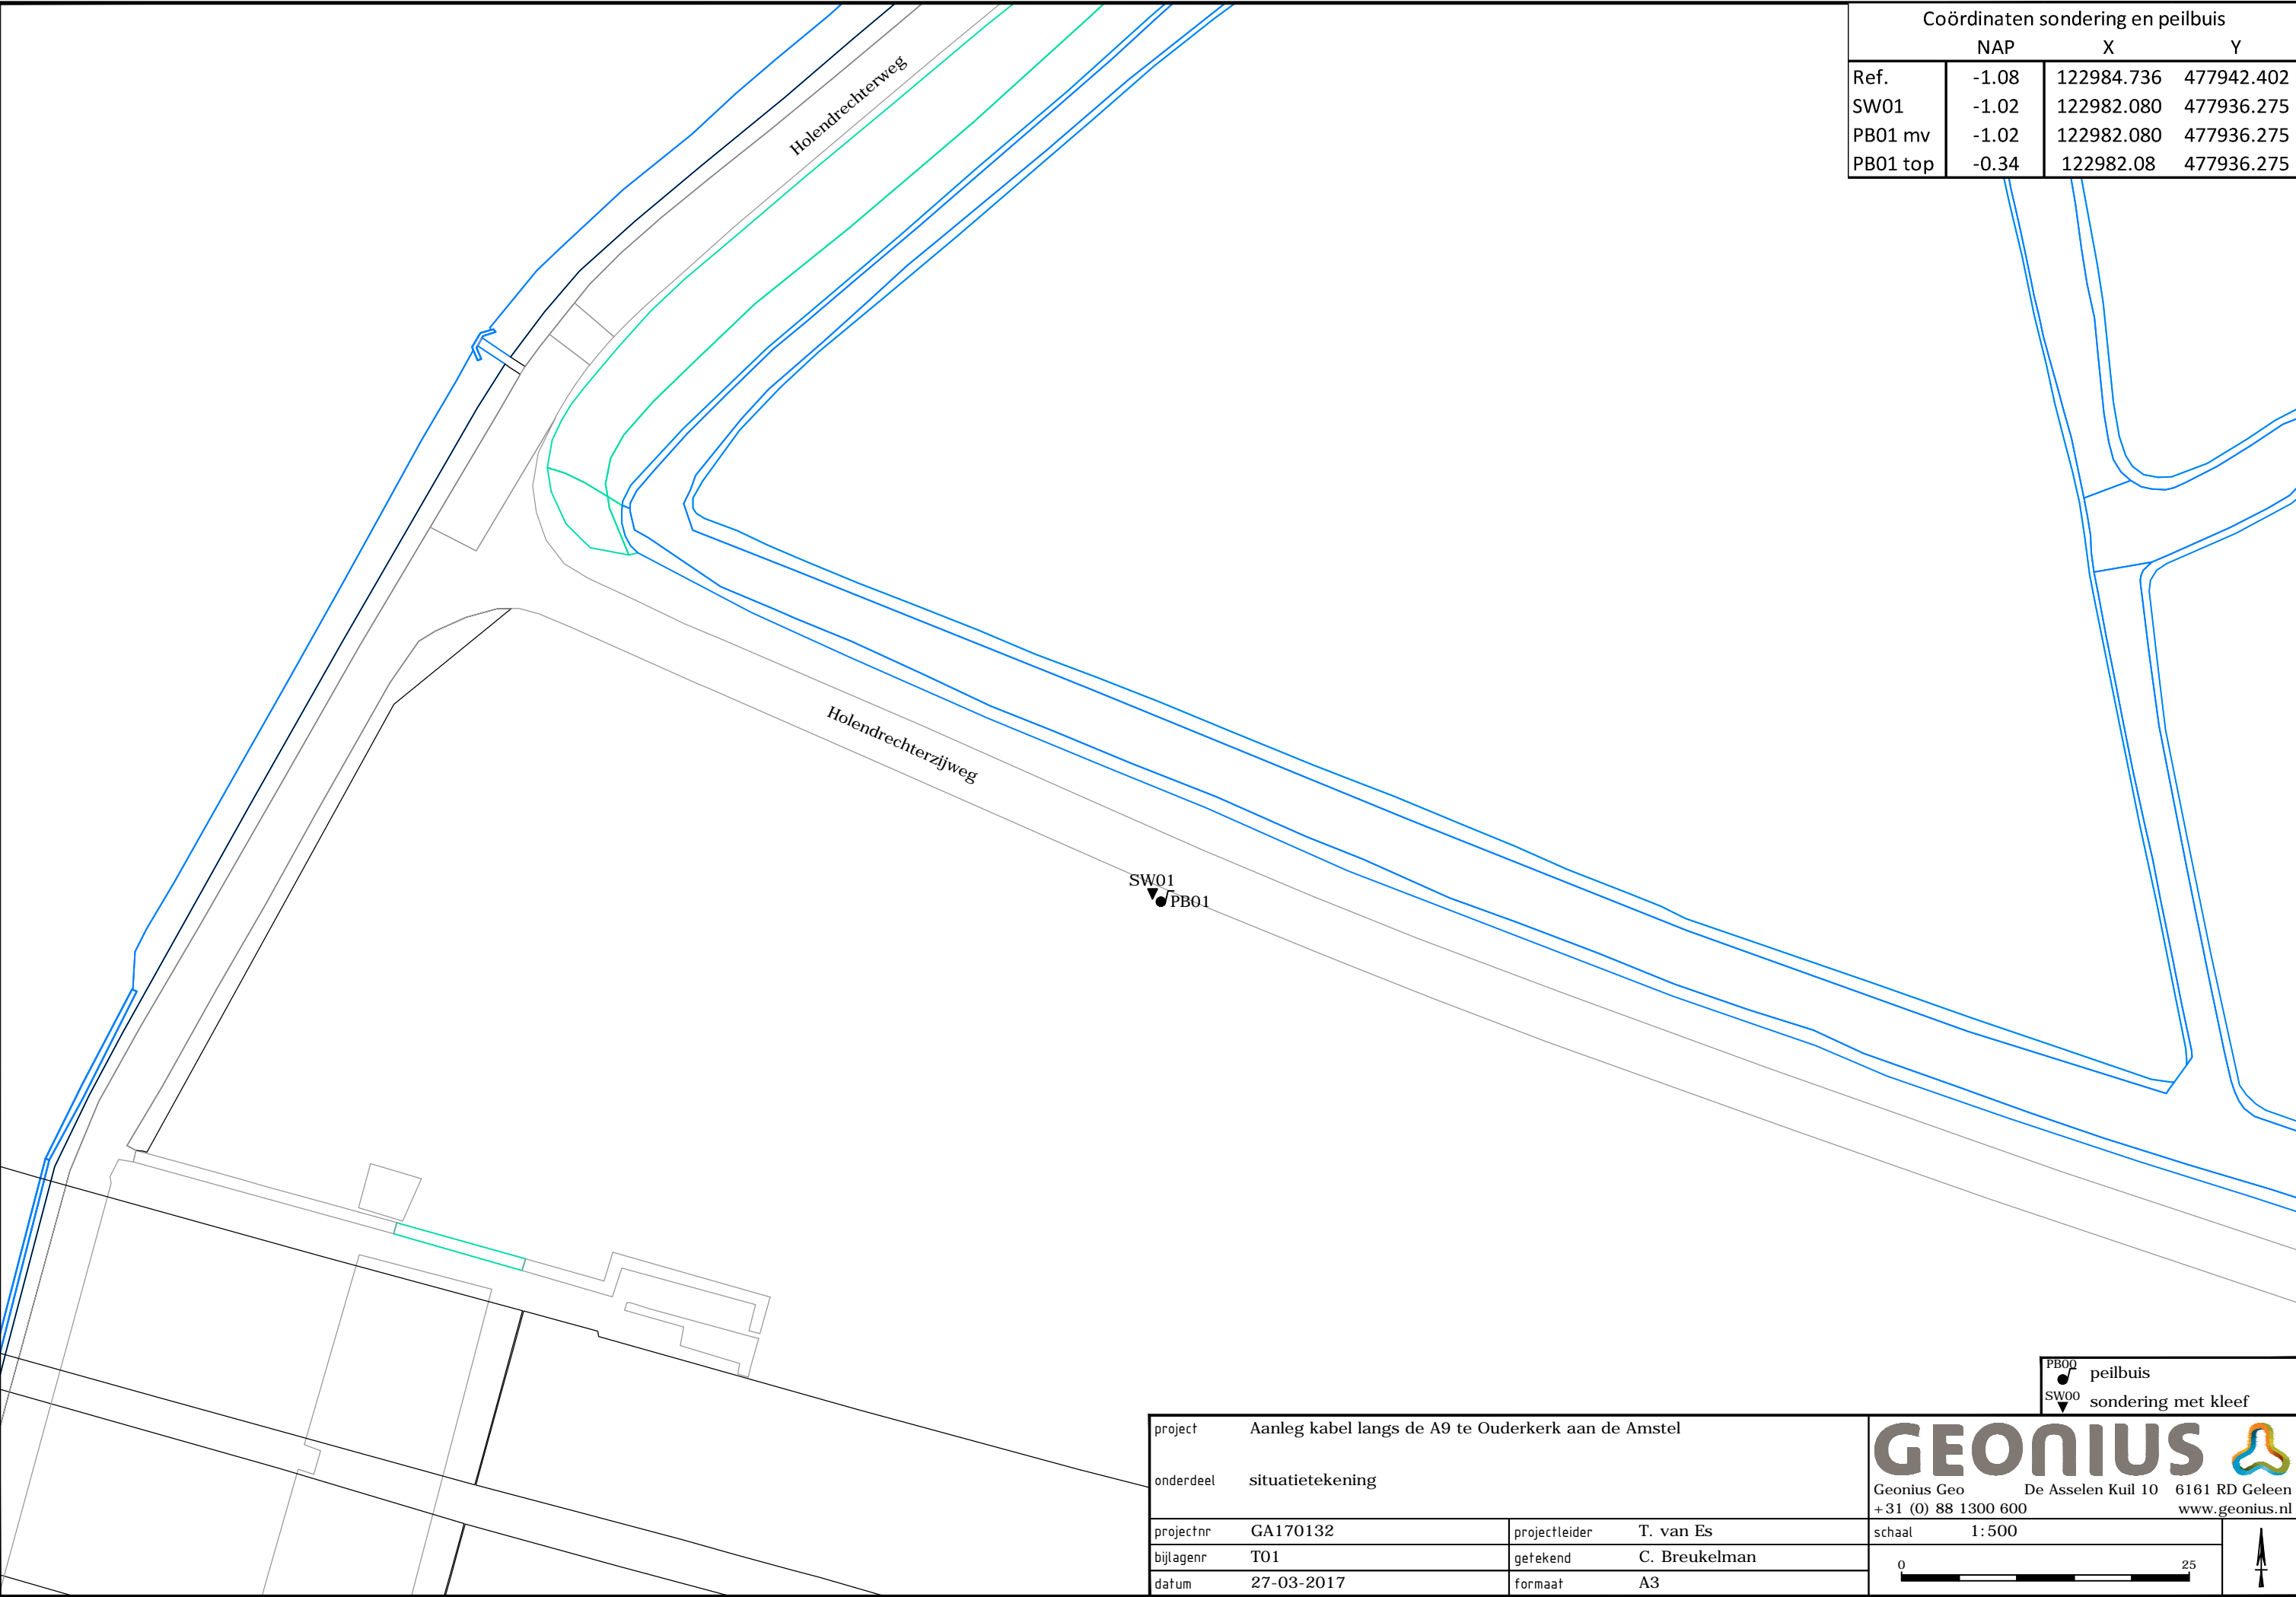 Coördinaten sondering en peilbuis
NAP X Y
Ref. -1.08 122984.736 477942.402
SW01 -1.02 122982.080 477936.275
PB01 mv -1.02 122982.080 477936.275
PB01 top -0.34 122982.08 477936.275
Holendrechterweg
Holendrechterzijweg
SW01
PB01
PB00 peilbuis
SW00 sondering met kleef
project Aanleg kabel langs de A9 te Ouderkerk aan de Amstel
onderdeel situatietekening
projectnr GA170132 projectleider T. van Es
bijlagenr T01 getekend C. Breukelman
datum 27-03-2017 formaat A3
GEONIUS
Geonius Geo De Asselen Kuil 10 6161 RD Geleen
+31 (0) 88 1300 600 www.geonius.nl
schaal 1:500
0 25